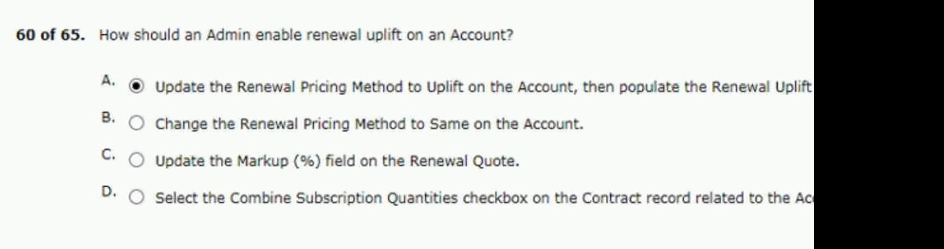 60 of 65. How should an Admin enable renewal uplift on an Account?
A. Update the Renewal Pricing Method to Uplift on the Account, then populate the Renewal Uplift
B. Change the Renewal Pricing Method to Same on the Account.
C. Update the Markup (%) field on the Renewal Quote.
D. Select the Combine Subscription Quantities checkbox on the Contract record related to the